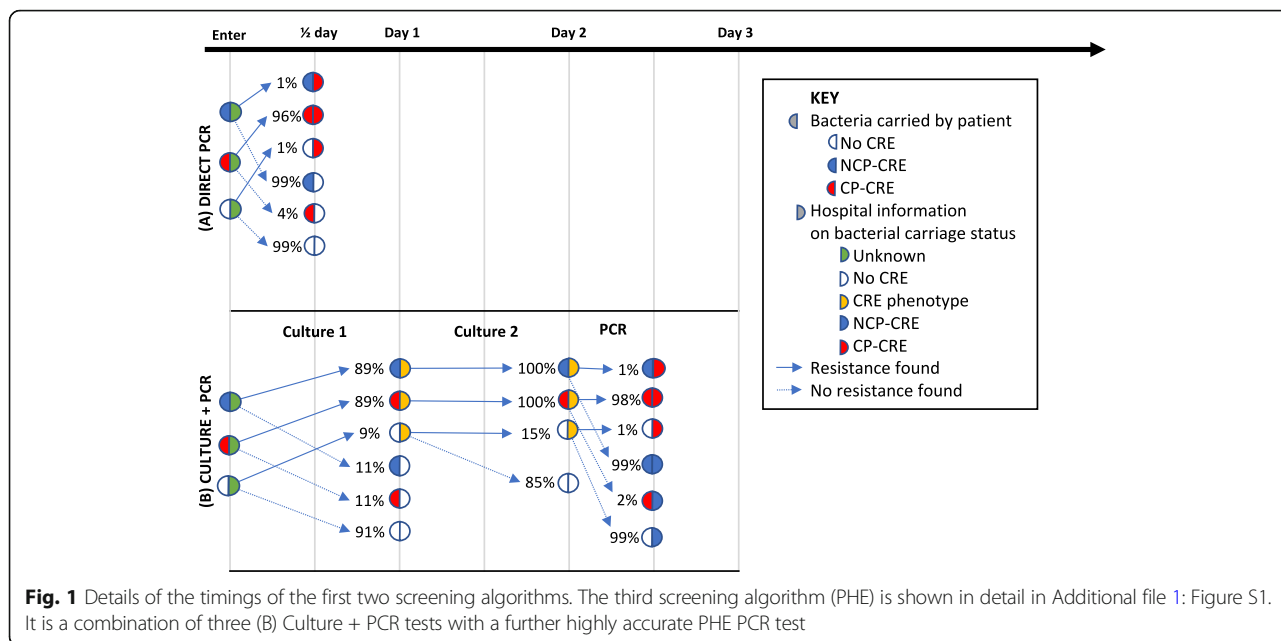 Enter ½ day Day 1 Day 2 Day 3
(A) DIRECT PCR
1%
96%
1%
99%
4%
99%
KEY
Bacteria carried by patient
No CRE
NCP-CRE
CP-CRE
Hospital information
on bacterial carriage status
Unknown
No CRE
CRE phenotype
NCP-CRE
CP-CRE
Resistance found
No resistance found
(B) CULTURE + PCR
Culture 1 Culture 2 PCR
89% 100% 1%
89% 100% 98%
9% 15% 1%
11% 99%
85%
11% 2%
91% 99%
Fig. 1 Details of the timings of the first two screening algorithms. The third screening algorithm (PHE) is shown in detail in Additional file 1: Figure S1.
It is a combination of three (B) Culture + PCR tests with a further highly accurate PHE PCR test